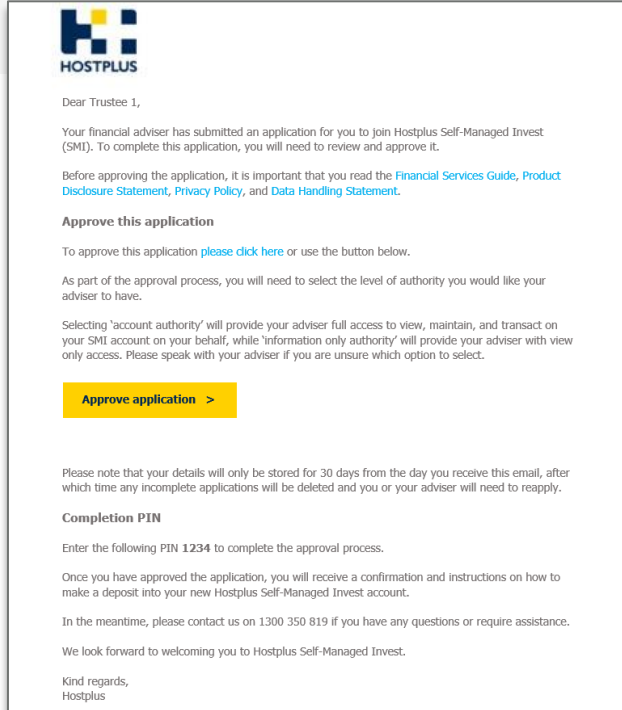 HOSTPLUS
Dear Trustee 1,
Your financial adviser has submitted an application for you to join Hostplus Self-Managed Invest
(SMI). To complete this application, you will need to review and approve it.
Before approving the application, it is important that you read the Financial Services Guide, Product
Disclosure Statement, Privacy Policy, and Data Handling Statement.
Approve this application
To approve this application please click here or use the button below.
As part of the approval process, you will need to select the level of authority you would like your
adviser to have.
Selecting ‘account authority’ will provide your adviser full access to view, maintain, and transact on
your SMI account on your behalf, while ‘information only authority’ will provide your adviser with view
only access. Please speak with your adviser if you are unsure which option to select.
Approve application >
Please note that your details will only be stored for 30 days from the day you receive this email, after
which time any incomplete applications will be deleted and you or your adviser will need to reapply.
Completion PIN
Enter the following PIN 1234 to complete the approval process.
Once you have approved the application, you will receive a confirmation and instructions on how to
make a deposit into your new Hostplus Self-Managed Invest account.
In the meantime, please contact us on 1300 350 819 if you have any questions or require assistance.
We look forward to welcoming you to Hostplus Self-Managed Invest.
Kind regards,
Hostplus